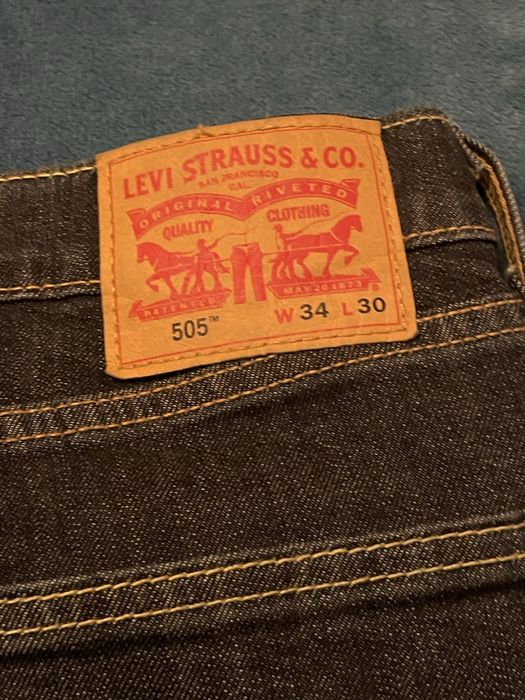 LEVI STRAUSS & CO.
SAN FRANCISCO
CAL.
ORIGINAL RIVETED
QUALITY CLOTHING
PATENTED MAY 20 1873
505™ W 34 L 30